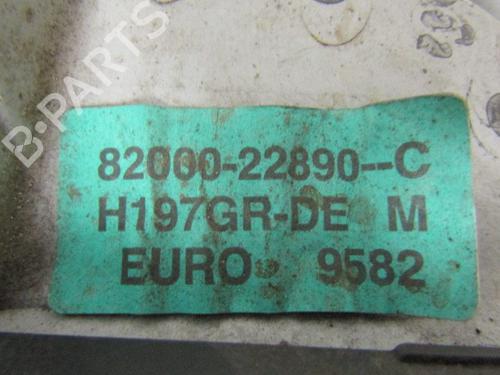 B-PARTS
82000-22890--C
H197GR-DE M
EURO 9582